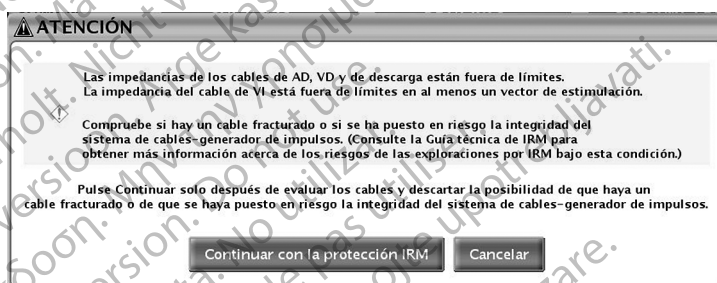 ATENCIÓN
Las impedancias de los cables de AD, VD y de descarga están fuera de límites.
La impedancia del cable de VI está fuera de límites en al menos un vector de estimulación.
Compruebe si hay un cable fracturado o si se ha puesto en riesgo la integridad del
sistema de cables-generador de impulsos. (Consulte la Guía técnica de IRM para
obtener más información acerca de los riesgos de las exploraciones por IRM bajo esta condición.)
Pulse Continuar solo después de evaluar los cables y descartar la posibilidad de que haya un
cable fracturado o de que se haya puesto en riesgo la integridad del sistema de cables-generador de impulsos.
Continuar con la protección IRM
Cancelar